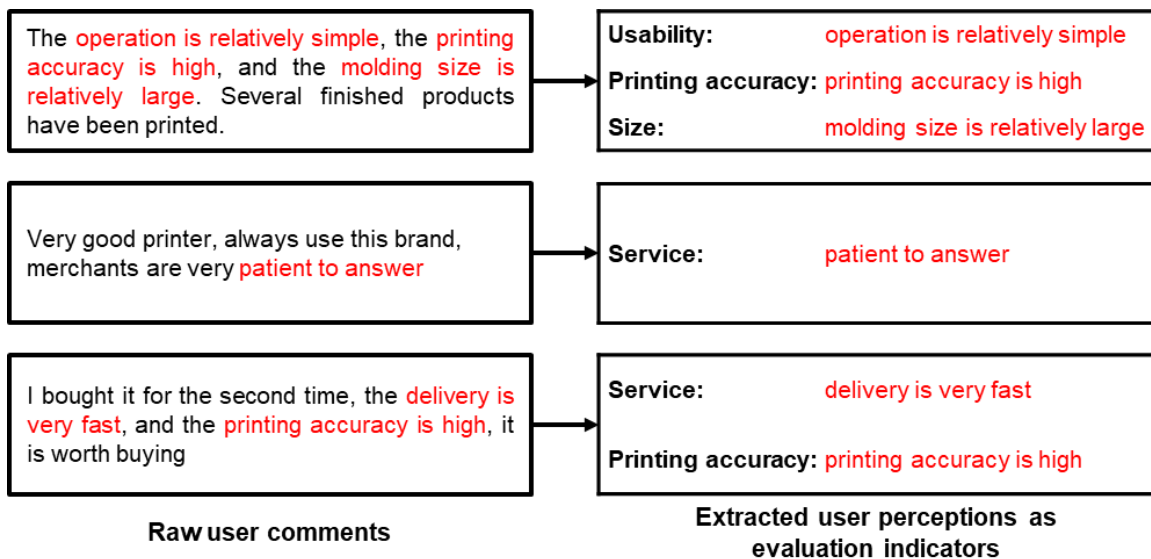 The operation is relatively simple, the printing
accuracy is high, and the molding size is
relatively large. Several finished products
have been printed.
Usability: operation is relatively simple
Printing accuracy: printing accuracy is high
Size: molding size is relatively large
Very good printer, always use this brand,
merchants are very patient to answer
Service: patient to answer
I bought it for the second time, the delivery is
very fast, and the printing accuracy is high, it
is worth buying
Service: delivery is very fast
Printing accuracy: printing accuracy is high
Raw user comments
Extracted user perceptions as
evaluation indicators